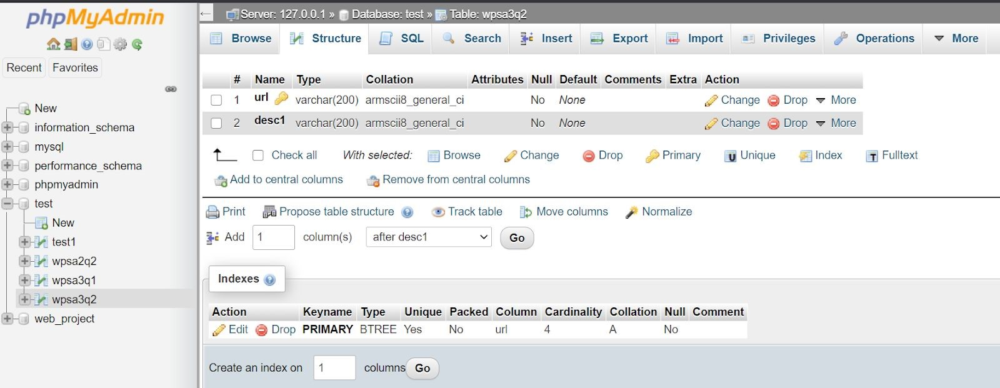 phpMyAdmin
Recent Favorites
New
information_schema
mysql
performance_schema
phpmyadmin
test
New
test1
wpsa2q2
wpsa3q1
wpsa3q2
web_project
Server: 127.0.0.1 » Database: test » Table: wpsa3q2
Browse Structure SQL Search Insert Export Import Privileges Operations More
# Name Type Collation Attributes Null Default Comments Extra Action
1 url varchar(200) armscii8_general_ci No None Change Drop More
2 desc1 varchar(200) armscii8_general_ci No None Change Drop More
Check all With selected: Browse Change Drop Primary Unique Index Fulltext
Add to central columns Remove from central columns
Print Propose table structure Track table Move columns Normalize
Add 1 column(s) after desc1 Go
Indexes
Action Keyname Type Unique Packed Column Cardinality Collation Null Comment
Edit Drop PRIMARY BTREE Yes No url 4 A No
Create an index on 1 columns Go